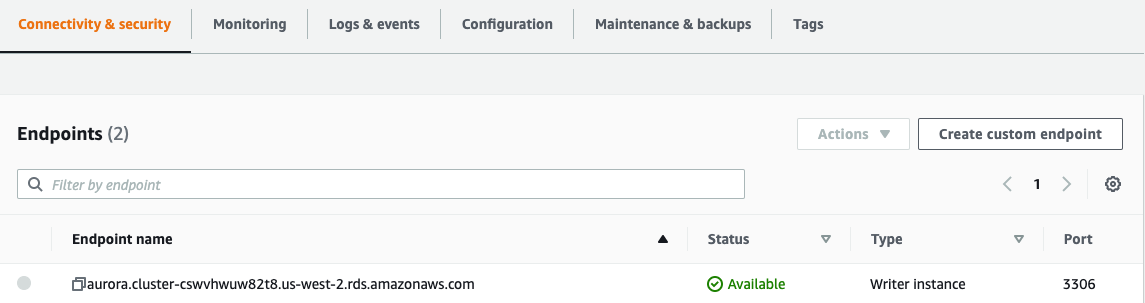 Connectivity & security Monitoring Logs & events Configuration Maintenance & backups Tags
Endpoints (2) Actions Create custom endpoint
Filter by endpoint 1
Endpoint name Status Type Port
aurora.cluster-cswvhwuw82t8.us-west-2.rds.amazonaws.com Available Writer instance 3306